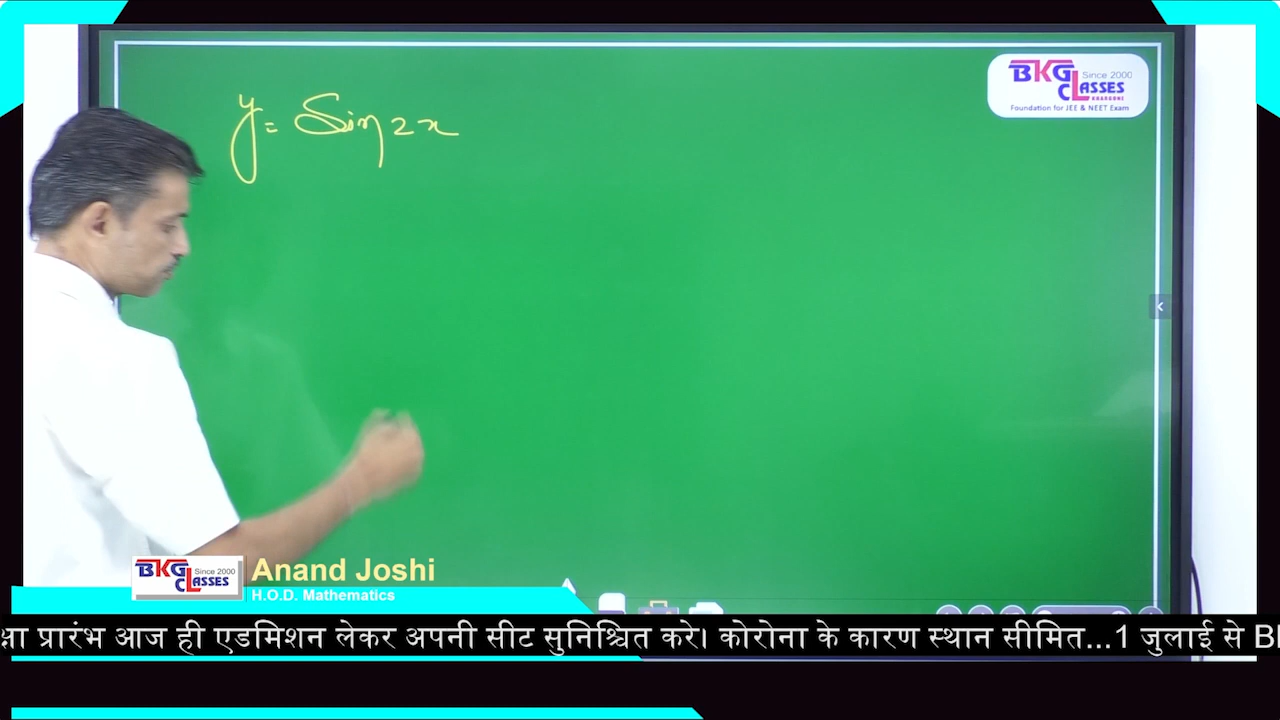 BKG CLASSES Since 2000
KHARGONE
Foundation for JEE & NEET Exam
y = Sin 2x
BKG CLASSES Since 2000
Anand Joshi
H.O.D. Mathematics
क्षा प्रारंभ आज ही एडमिशन लेकर अपनी सीट सुनिश्चित करे। कोरोना के कारण स्थान सीमित...1 जुलाई से